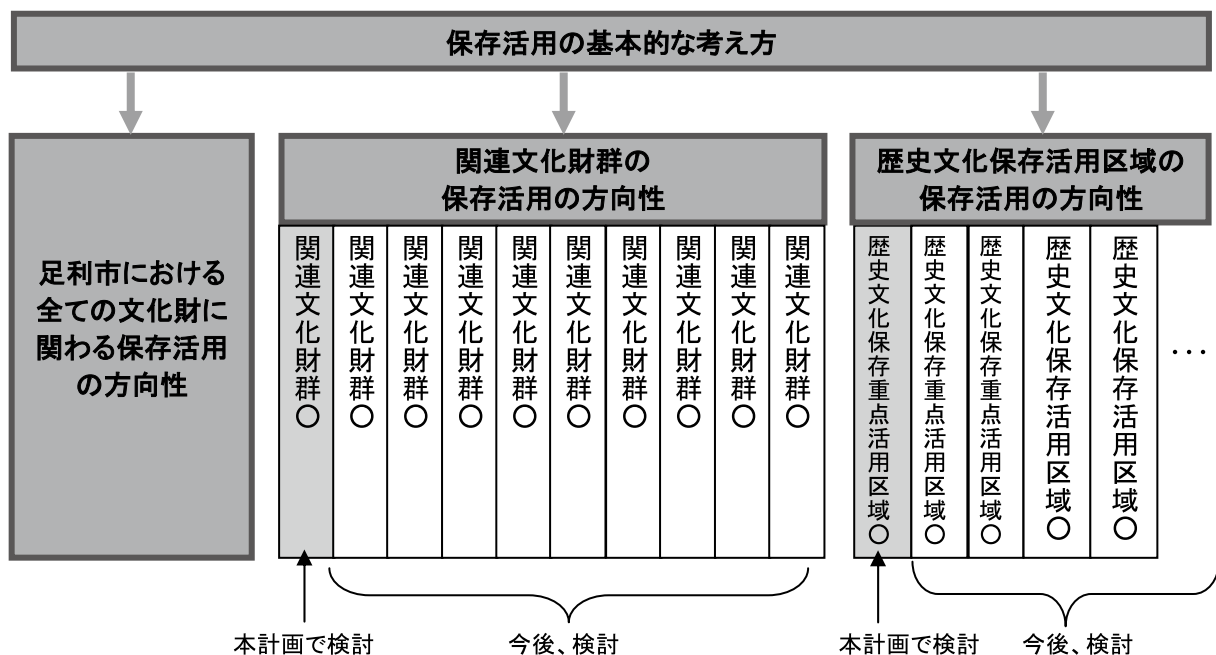 保存活用の基本的な考え方
足利市における
全ての文化財に
関わる保存活用
の方向性
関連文化財群の
保存活用の方向性
関連文化財群〇
関連文化財群〇
関連文化財群〇
関連文化財群〇
関連文化財群〇
関連文化財群〇
関連文化財群〇
関連文化財群〇
関連文化財群〇
関連文化財群〇
歴史文化保存活用区域の
保存活用の方向性
歴史文化保存重点活用区域〇
歴史文化保存重点活用区域〇
歴史文化保存重点活用区域〇
歴史文化保存活用区域〇
歴史文化保存活用区域〇
…
本計画で検討
今後、検討
本計画で検討
今後、検討